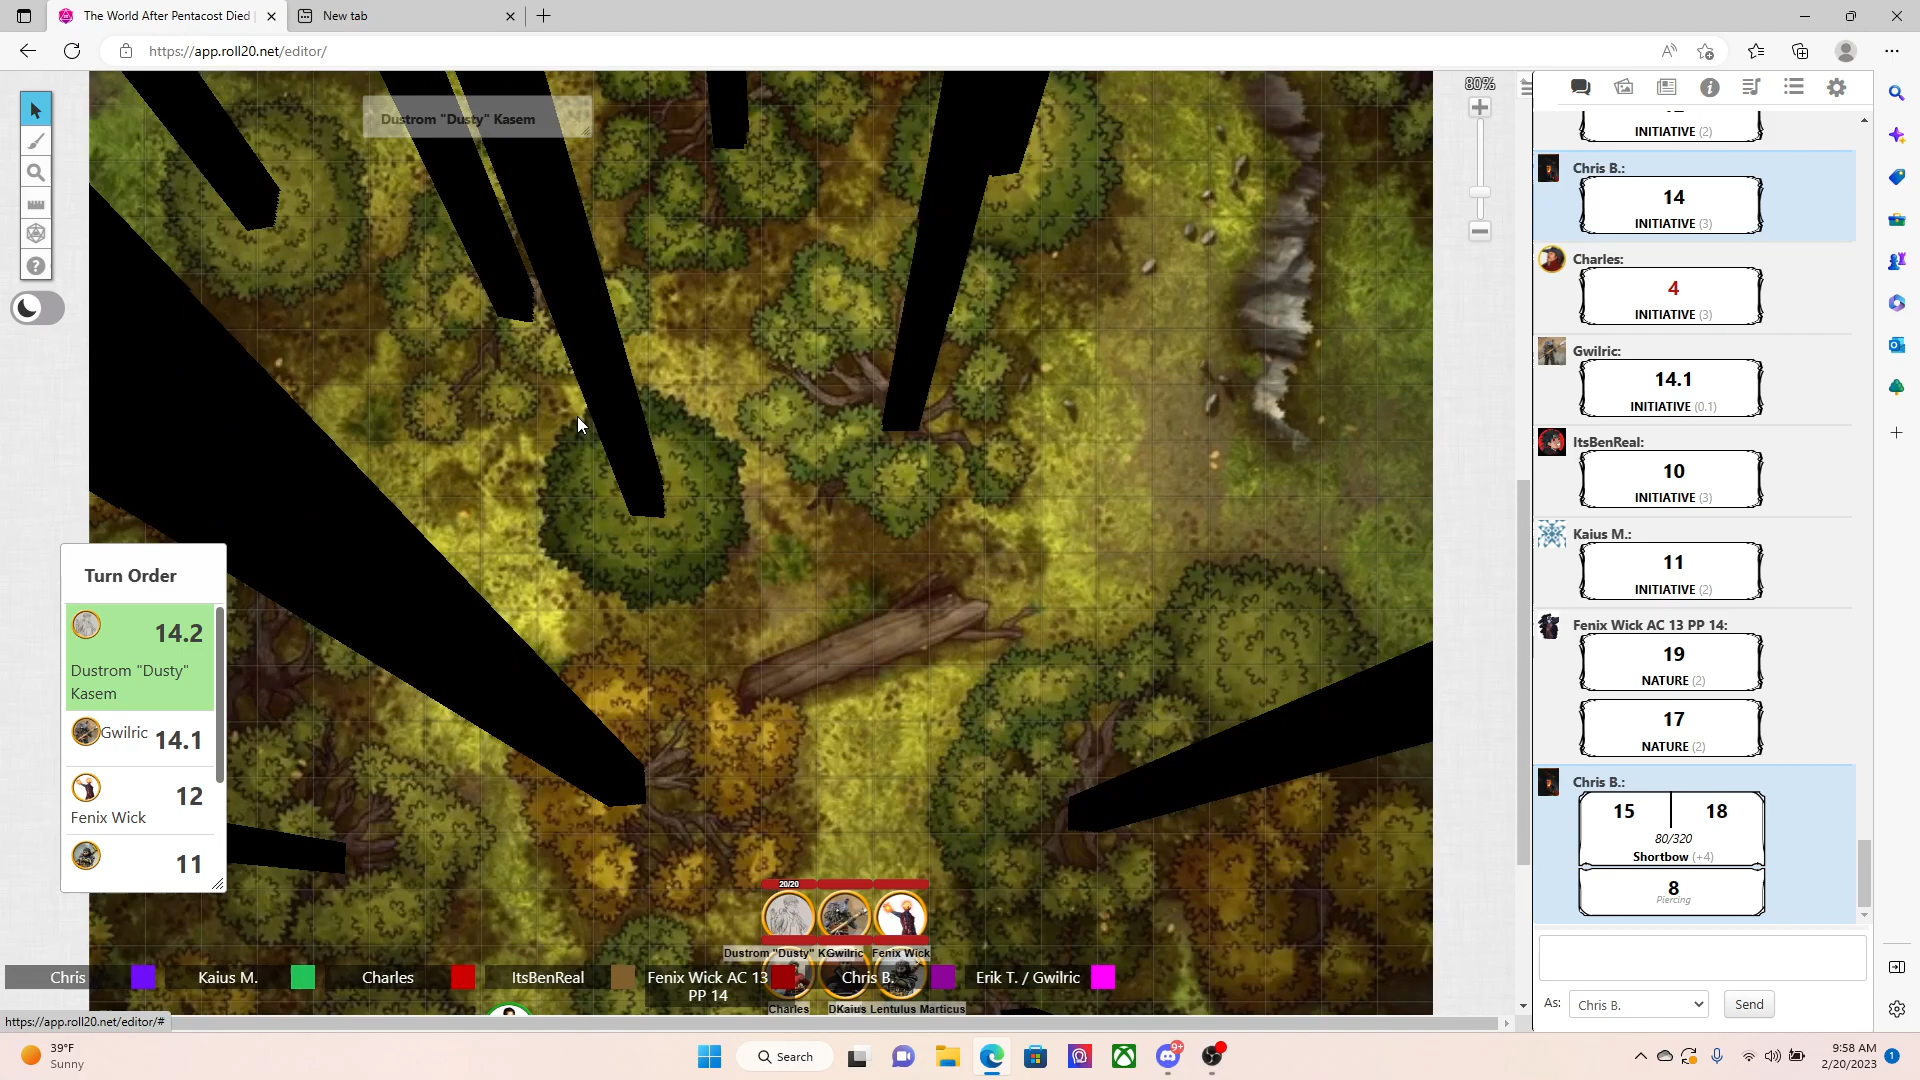 The World After Pentacost Died |
New tab
https://app.roll20.net/editor/
Dustrom "Dusty" Kasem
80%
INITIATIVE (2)
Chris B.:
14
INITIATIVE (3)
Charles:
4
INITIATIVE (3)
Gwilric:
14.1
INITIATIVE (0.1)
ItsBenReal:
10
INITIATIVE (3)
Kaius M.:
11
INITIATIVE (2)
Fenix Wick AC 13 PP 14:
19
NATURE (2)
17
NATURE (2)
Chris B.:
15 18
80/320
Shortbow (+4)
8
Piercing
As: Chris B. Send
Turn Order
14.2
Dustrom "Dusty"
Kasem
Gwilric 14.1
12
Fenix Wick
11
20/20
Dustrom "Dusty" K Gwilric Fenix Wick
Chris Kaius M. Charles ItsBenReal Fenix Wick AC 13 PP 14 Chris B. Erik T. / Gwilric
Charles DKaius Lentulus Marticus
https://app.roll20.net/editor/#
39°F
Sunny
Search
9+
9:58 AM
2/20/2023
1